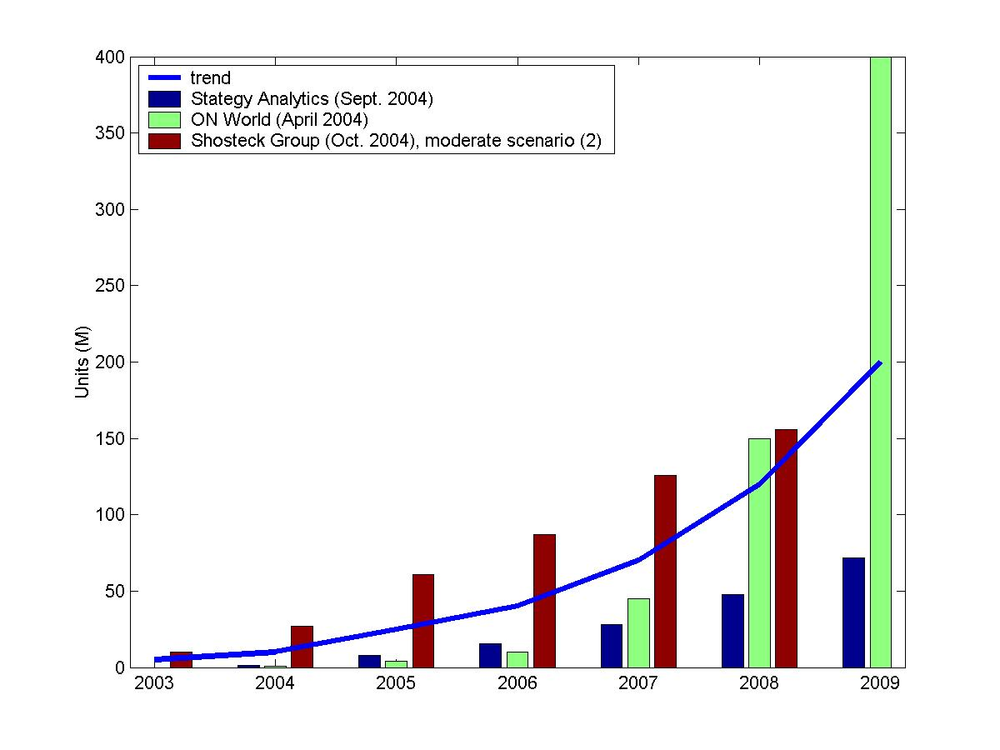 400
trend
Stategy Analytics (Sept. 2004)
ON World (April 2004)
350
Shosteck Group (Oct. 2004), moderate scenario (2)
300
250
Units (M)
200
150
100
50
0
2003 2004 2005 2006 2007 2008 2009